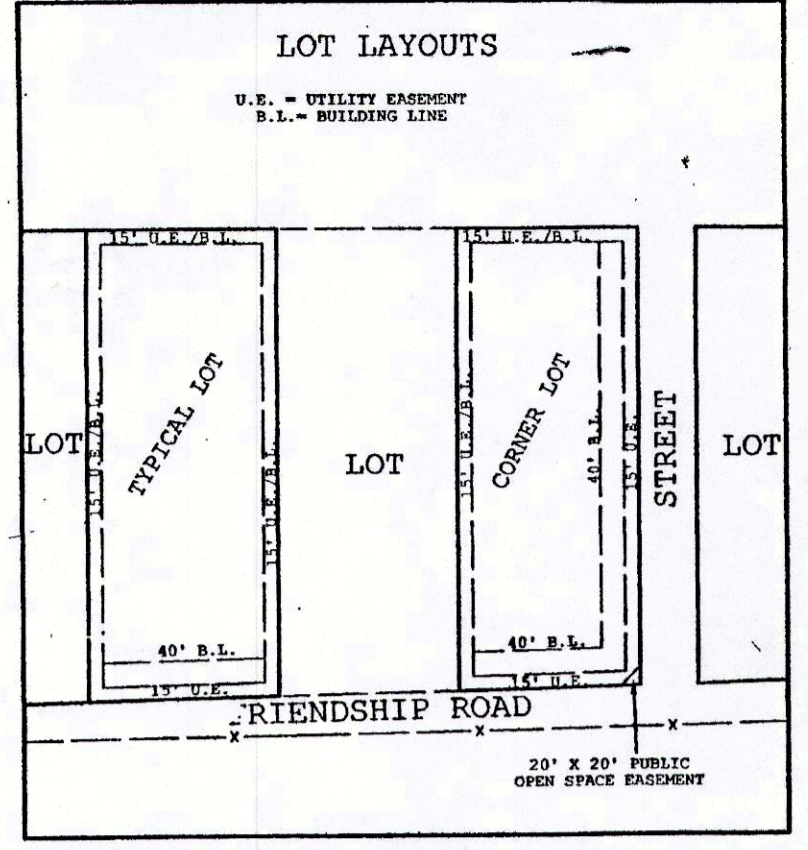 LOT LAYOUTS
U.E. = UTILITY EASEMENT
B.L.= BUILDING LINE
15' U.E./B.L.
15' U.E./B.L.
LOT
15' U.E./B.L.
TYPICAL LOT
15' U.E./B.L.
LOT
15' U.E./B.L.
CORNER LOT
40' B.L.
15' U.E.
STREET
LOT
40' B.L.
40' B.L.
15' U.E.
15' U.E.
FRIENDSHIP ROAD
X
X
X
20' X 20' PUBLIC
OPEN SPACE EASEMENT